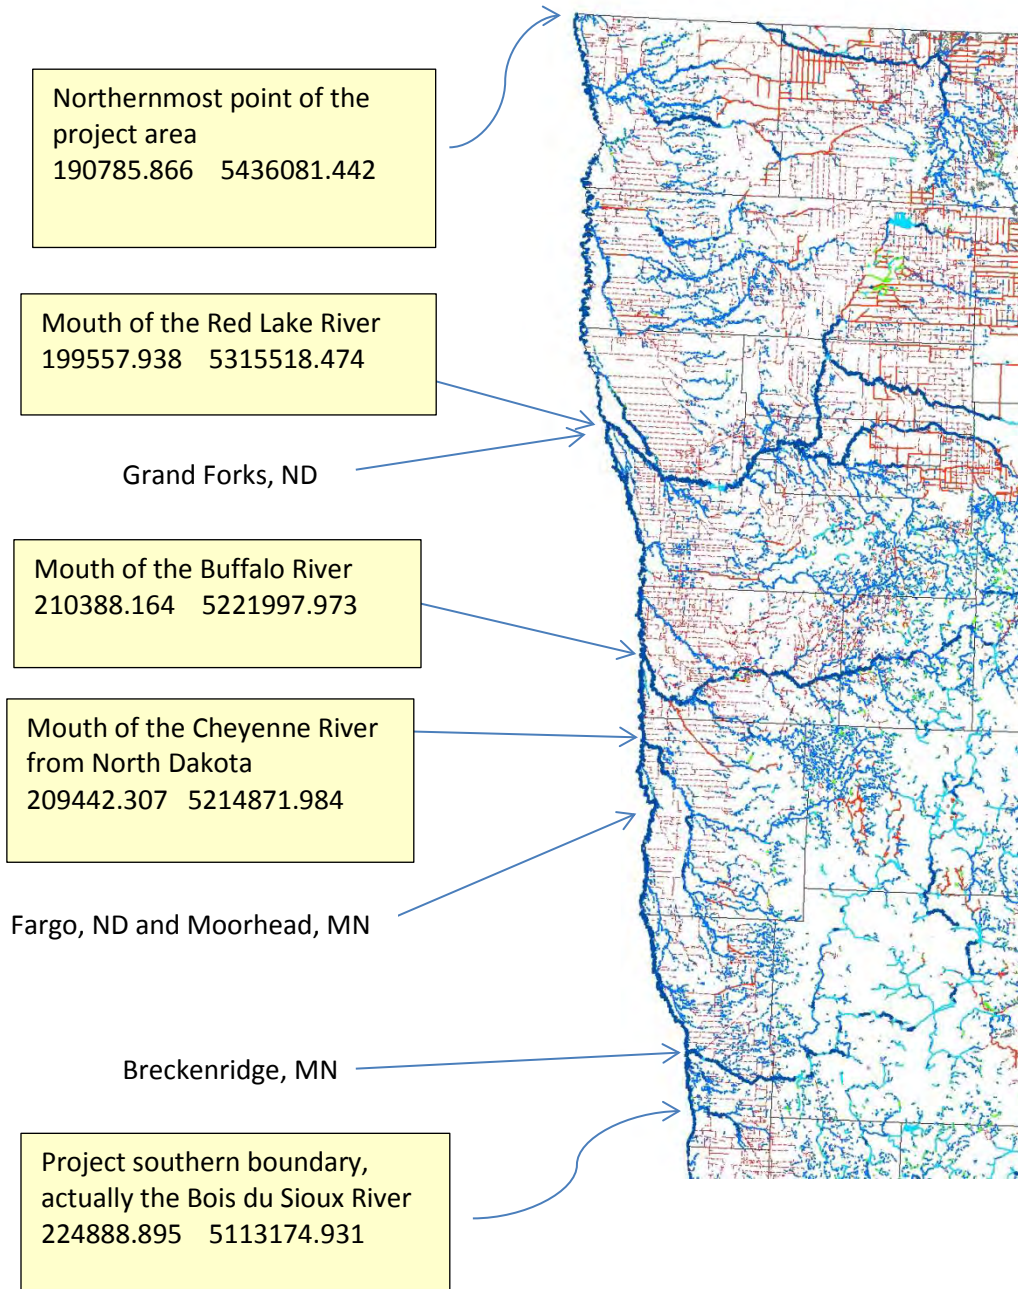 Northernmost point of the
project area
190785.866 5436081.442
Mouth of the Red Lake River
199557.938 5315518.474
Grand Forks, ND
Mouth of the Buffalo River
210388.164 5221997.973
Mouth of the Cheyenne River
from North Dakota
209442.307 5214871.984
Fargo, ND and Moorhead, MN
Breckenridge, MN
Project southern boundary,
actually the Bois du Sioux River
224888.895 5113174.931